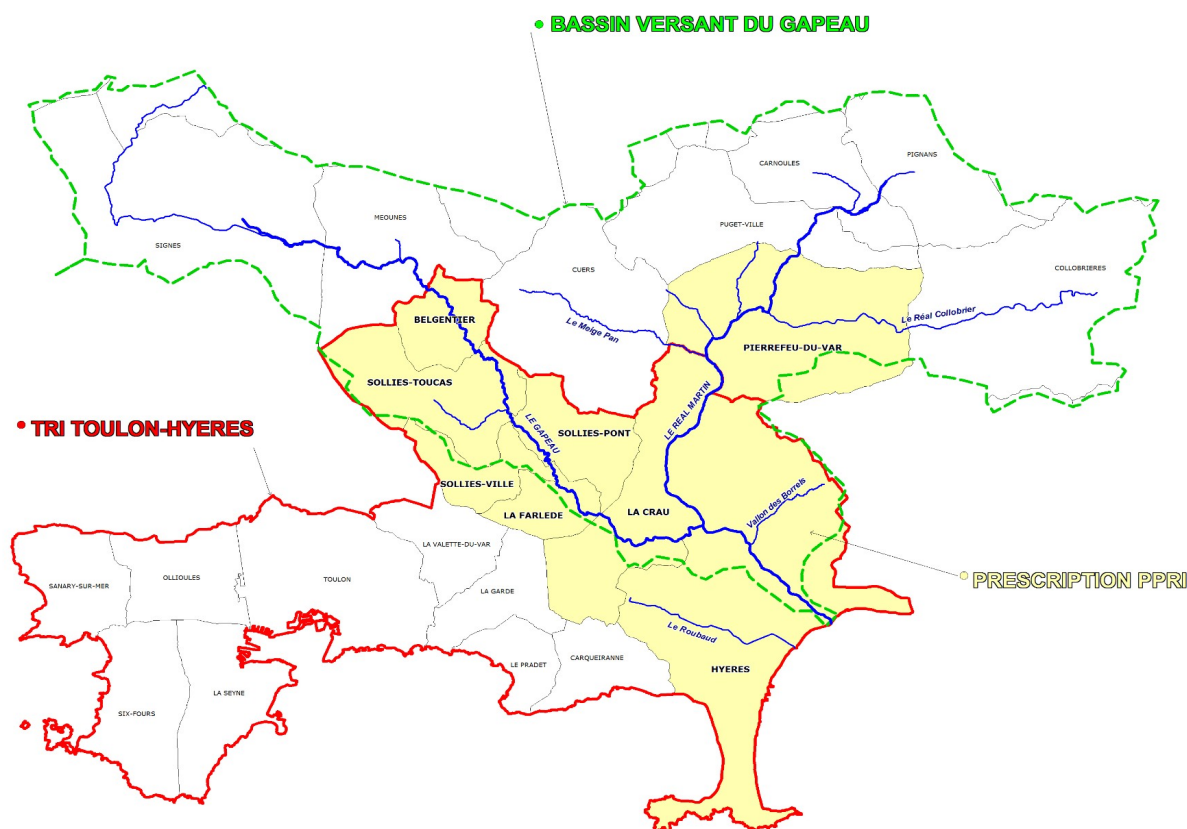 • BASSIN VERSANT DU GAPEAU
CARNOULES
PIGNANS
MEOUNES
PUGET-VILLE
SIGNES
CUERS
COLLOBRIERES
Le Réal Collobrier
BELGENTIER
Le Meige Pan
PIERREFEU-DU-VAR
SOLLIES-TOUCAS
LE REAL MARTIN
• TRI TOULON-HYERES
LE GAPEAU
SOLLIES-PONT
SOLLIES-VILLE
Vallon des Borrels
LA FARLEDE
LA CRAU
LA VALETTE-DU-VAR
OLLIOULES
TOULON
SANARY-SUR-MER
PRESCRIPTION PPRI
LA GARDE
Le Roubaud
LE PRADET
CARQUEIRANNE
HYERES
LA SEYNE
SIX-FOURS